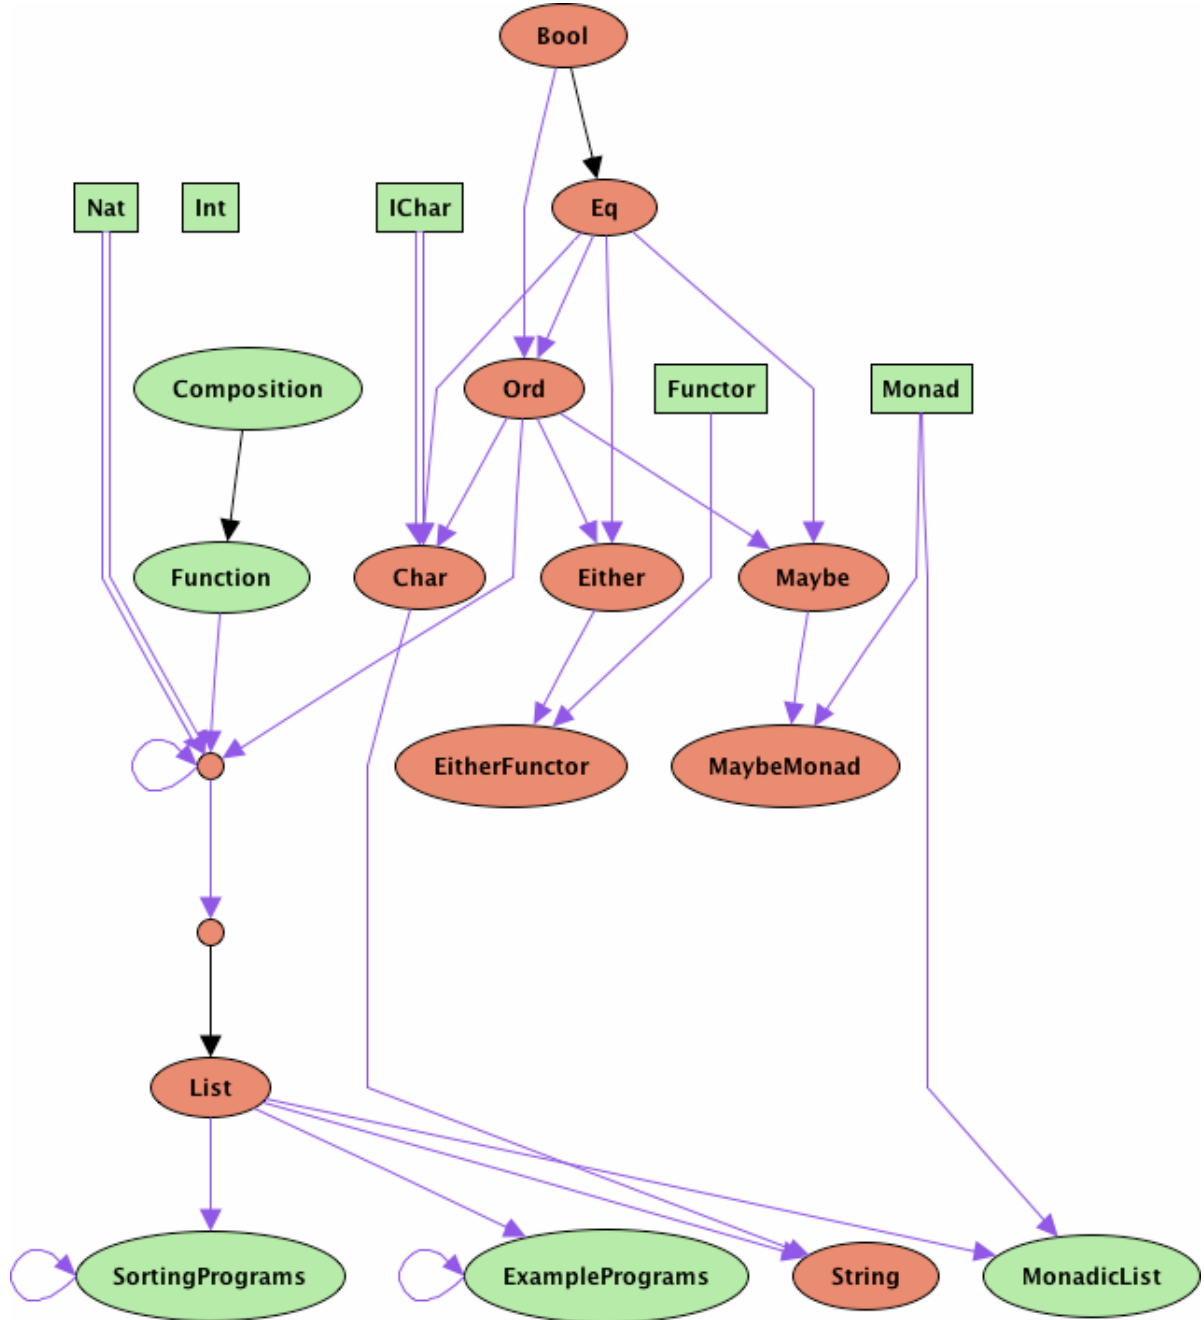 Bool
Nat
Int
IChar
Eq
Composition
Ord
Functor
Monad
Function
Char
Either
Maybe
EitherFunctor
MaybeMonad
List
SortingPrograms
ExamplePrograms
String
MonadicList